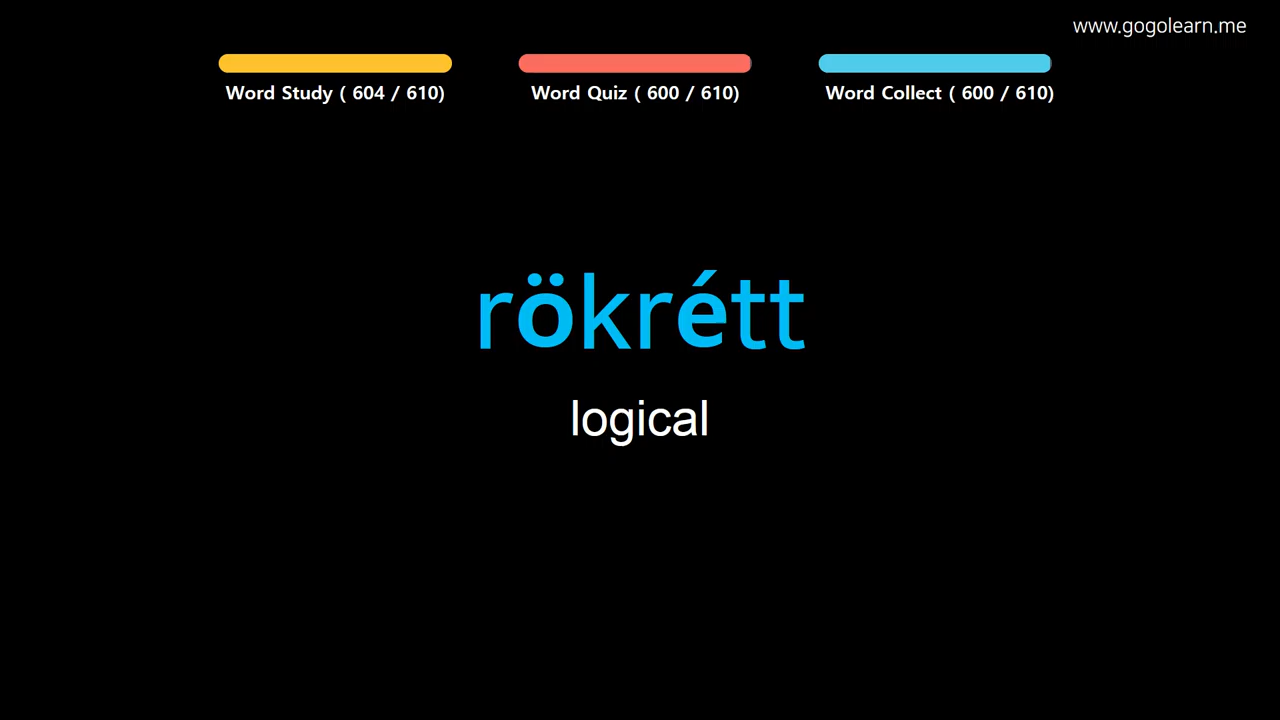 www.gogolearn.me
Word Study ( 604 / 610)
Word Quiz ( 600 / 610)
Word Collect ( 600 / 610)
rökrétt
logical